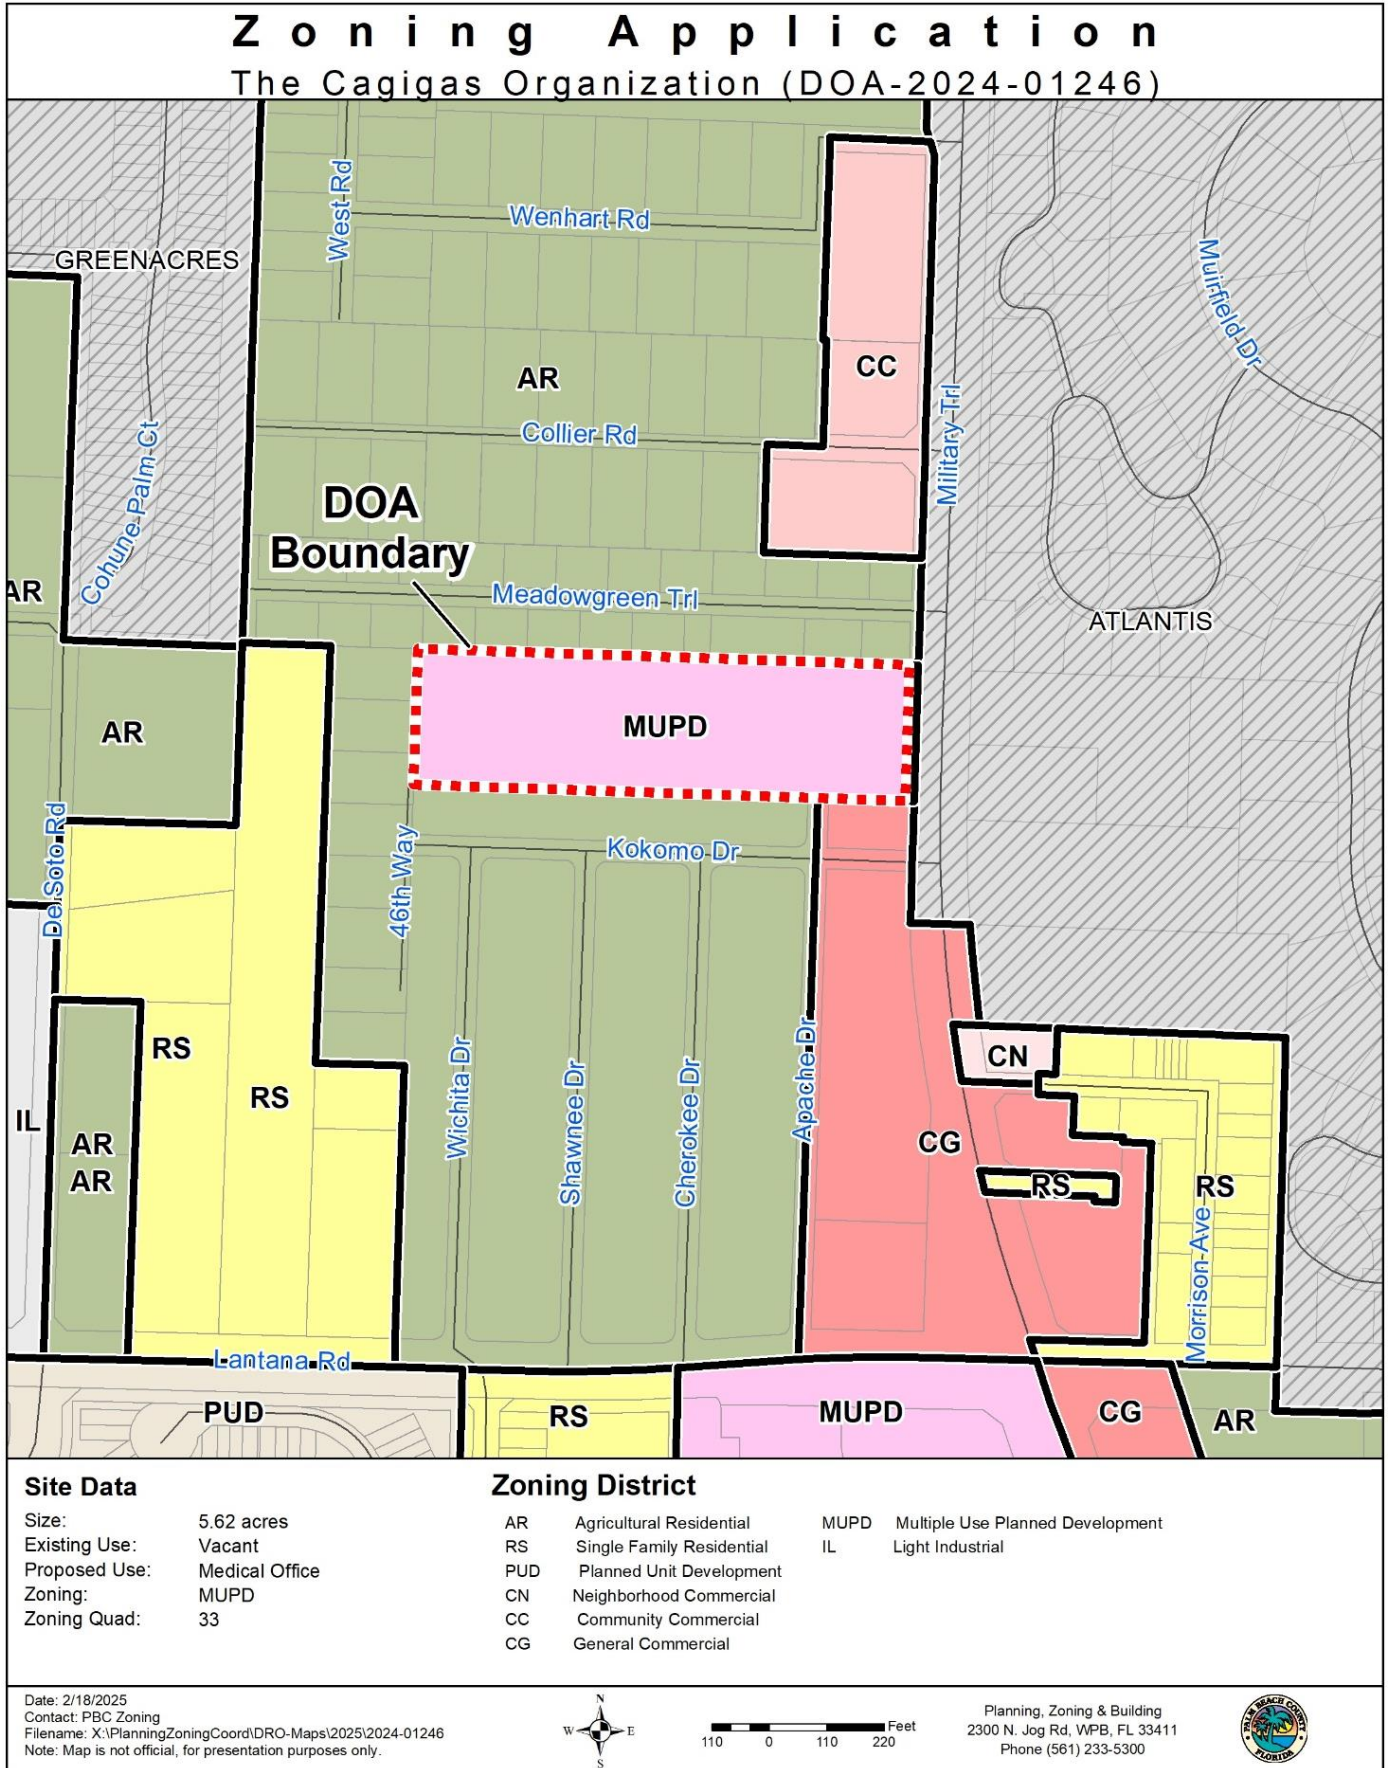 Zoning Application
The Cagigas Organization (DOA-2024-01246)
West Rd
Wenhart Rd
GREENACRES
Muirfield Dr
CC
AR
Military Trl
Collier Rd
Cohune Palm Ct
DOA
Boundary
AR
Meadowgreen Trl
ATLANTIS
MUPD
AR
De Soto Rd
46th Way
Kokomo Dr
RS
RS
CN
Wichita Dr
Shawnee Dr
Cherokee Dr
Apache Dr
IL
AR
AR
CG
RS
RS
Morrison Ave
Lantana Rd
PUD
RS
MUPD
CG
AR
Site Data
Size: 5.62 acres
Existing Use: Vacant
Proposed Use: Medical Office
Zoning: MUPD
Zoning Quad: 33
Zoning District
AR Agricultural Residential
RS Single Family Residential
PUD Planned Unit Development
CN Neighborhood Commercial
CC Community Commercial
CG General Commercial
MUPD Multiple Use Planned Development
IL Light Industrial
Date: 2/18/2025
Contact: PBC Zoning
Filename: X:\PlanningZoningCoord\DRO-Maps\2025\2024-01246
Note: Map is not official, for presentation purposes only.
N
W E
S
Feet
110 0 110 220
Planning, Zoning & Building
2300 N. Jog Rd, WPB, FL 33411
Phone (561) 233-5300
PALM BEACH COUNTY
FLORIDA